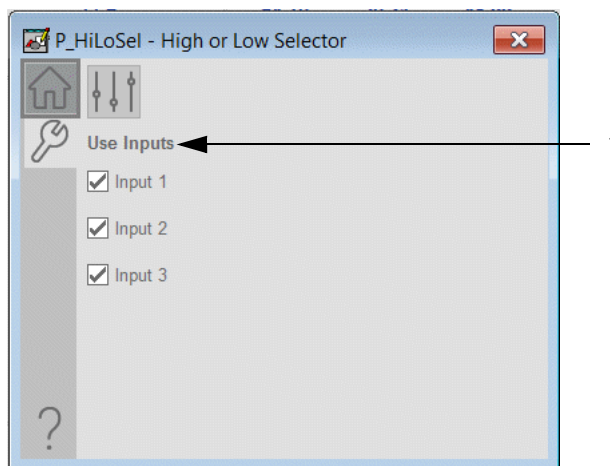 P_HiLoSel - High or Low Selector
Use Inputs
Input 1
Input 2
Input 3
?